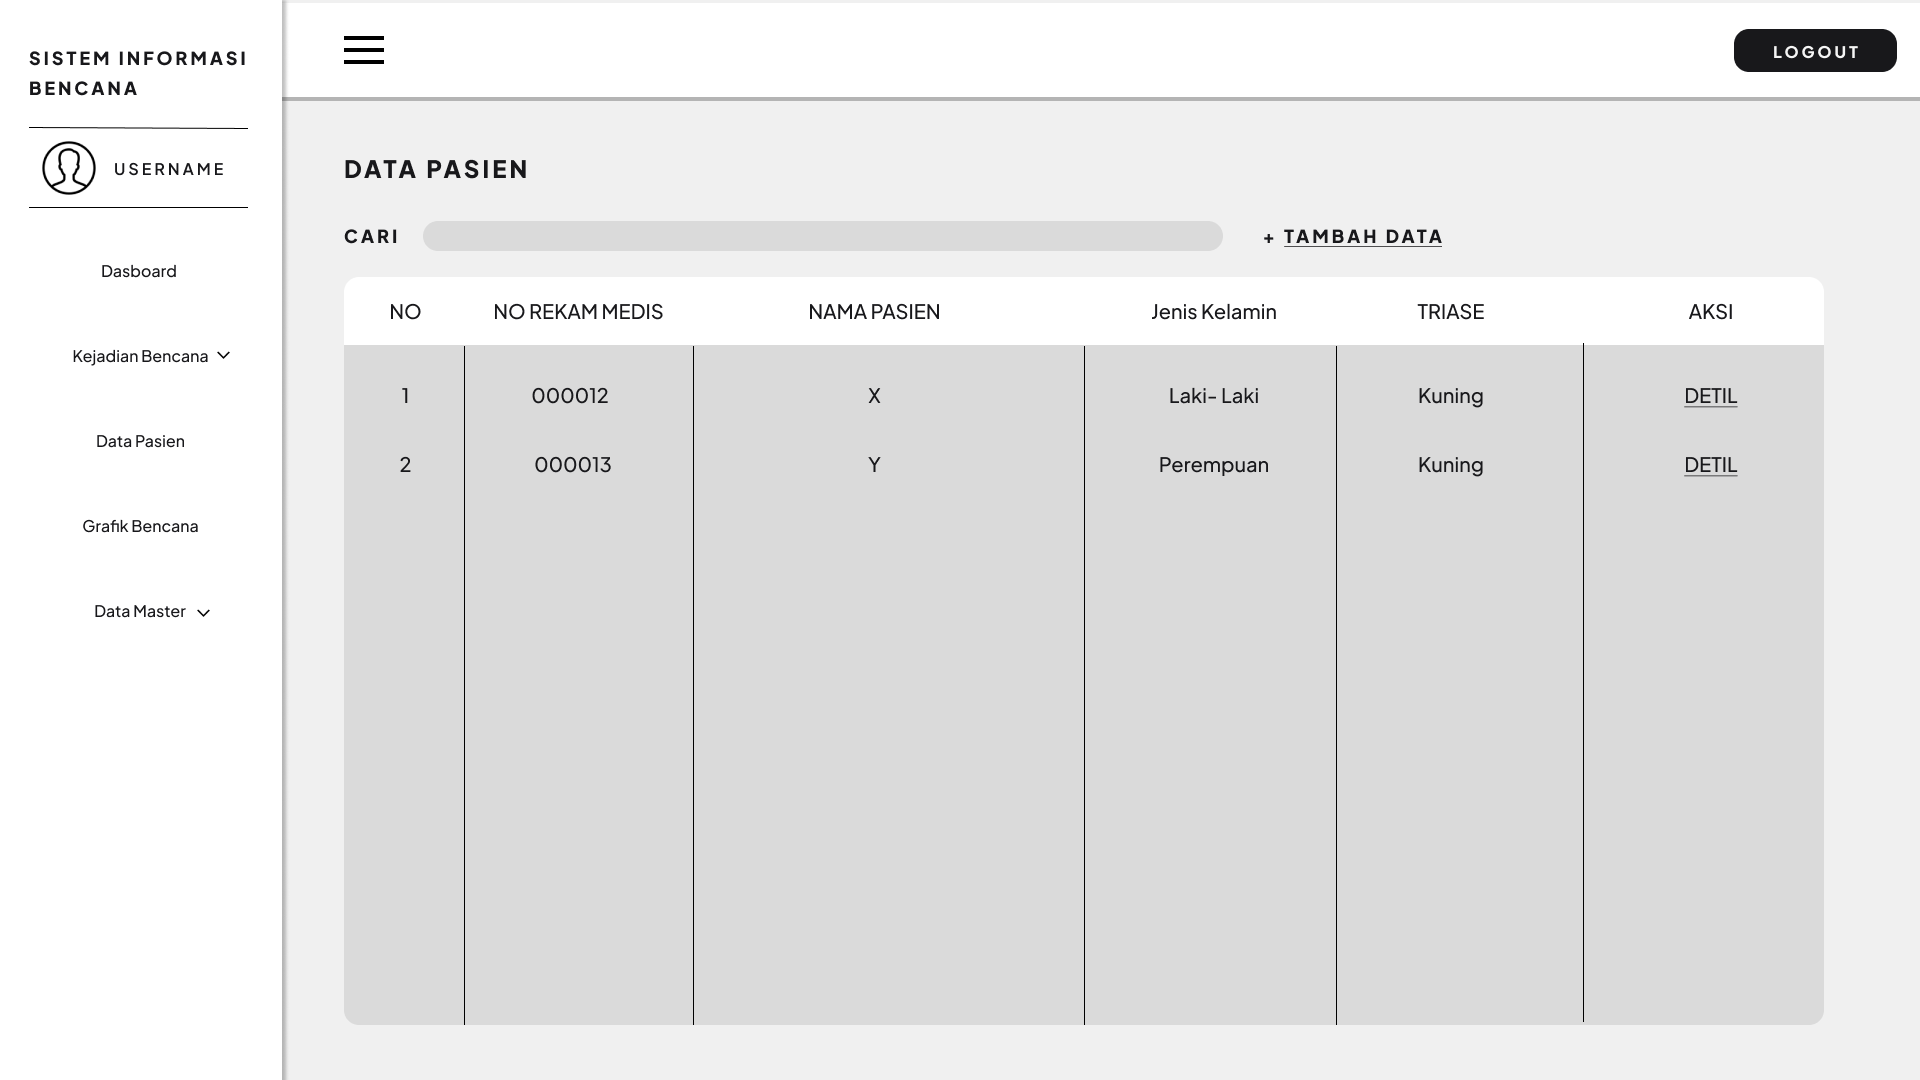 SISTEM INFORMASI
BENCANA
USERNAME
Dasboard
Kejadian Bencana
Data Pasien
Grafik Bencana
Data Master
LOGOUT
DATA PASIEN
CARI
+ TAMBAH DATA
NO NO REKAM MEDIS NAMA PASIEN Jenis Kelamin TRIASE AKSI
1 000012 X Laki- Laki Kuning DETIL
2 000013 Y Perempuan Kuning DETIL